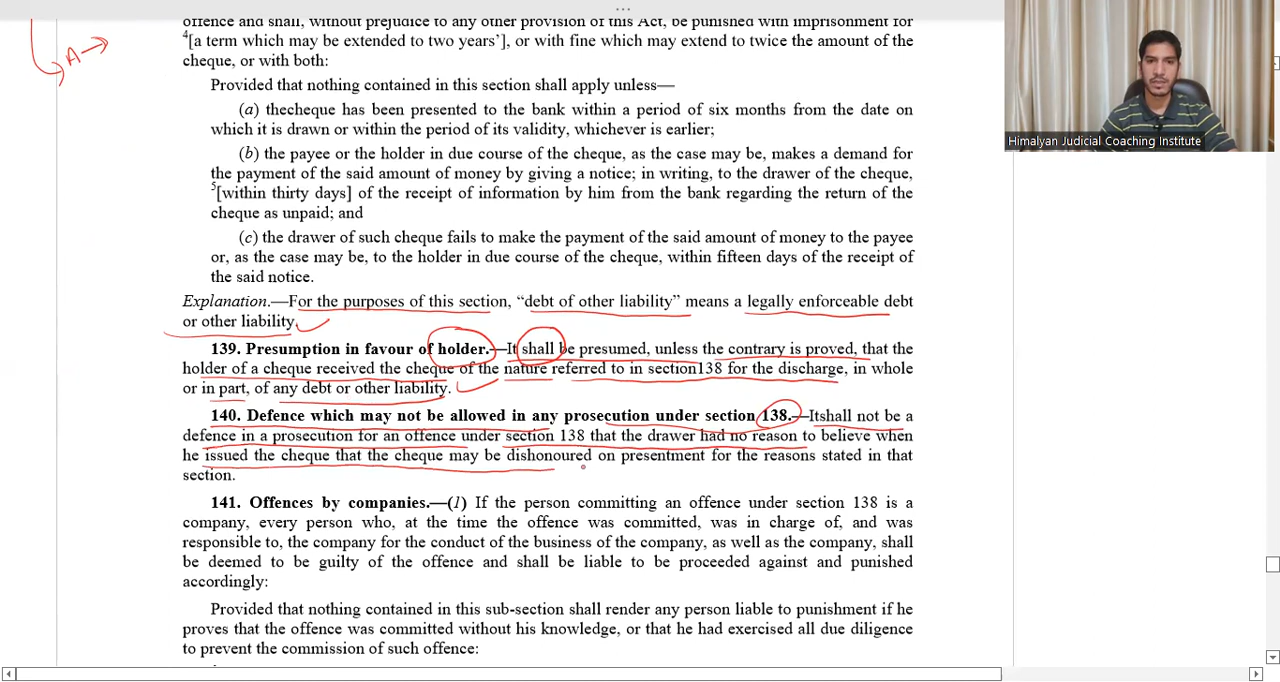 offence and shall, without prejudice to any other provision of this Act, be punished with imprisonment for
4[a term which may be extended to two years’], or with fine which may extend to twice the amount of the
cheque, or with both:
Provided that nothing contained in this section shall apply unless—
(a) thecheque has been presented to the bank within a period of six months from the date on
which it is drawn or within the period of its validity, whichever is earlier;
(b) the payee or the holder in due course of the cheque, as the case may be, makes a demand for
the payment of the said amount of money by giving a notice; in writing, to the drawer of the cheque,
5[within thirty days] of the receipt of information by him from the bank regarding the return of the
cheque as unpaid; and
(c) the drawer of such cheque fails to make the payment of the said amount of money to the payee
or, as the case may be, to the holder in due course of the cheque, within fifteen days of the receipt of
the said notice.
Explanation.—For the purposes of this section, “debt of other liability” means a legally enforceable debt
or other liability.
139. Presumption in favour of holder.—It shall be presumed, unless the contrary is proved, that the
holder of a cheque received the cheque of the nature referred to in section138 for the discharge, in whole
or in part, of any debt or other liability.
140. Defence which may not be allowed in any prosecution under section 138.—Itshall not be a
defence in a prosecution for an offence under section 138 that the drawer had no reason to believe when
he issued the cheque that the cheque may be dishonoured on presentment for the reasons stated in that
section.
141. Offences by companies.—(1) If the person committing an offence under section 138 is a
company, every person who, at the time the offence was committed, was in charge of, and was
responsible to, the company for the conduct of the business of the company, as well as the company, shall
be deemed to be guilty of the offence and shall be liable to be proceeded against and punished
accordingly:
Provided that nothing contained in this sub-section shall render any person liable to punishment if he
proves that the offence was committed without his knowledge, or that he had exercised all due diligence
to prevent the commission of such offence:
A→
Himalyan Judicial Coaching Institute